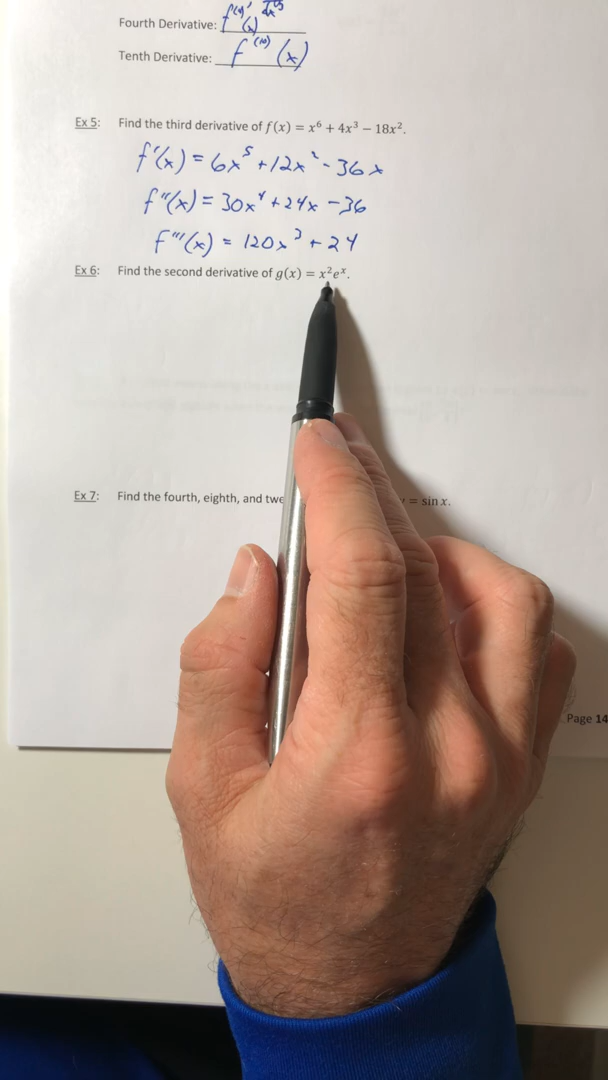 Fourth Derivative: f⁽⁴⁾(x)
Tenth Derivative: f⁽¹⁰⁾(x)
Ex 5: Find the third derivative of f(x) = x⁶ + 4x³ − 18x².
f'(x) = 6x⁵ + 12x² - 36x
f''(x) = 30x⁴ + 24x - 36
f'''(x) = 120x³ + 24
Ex 6: Find the second derivative of g(x) = x²eˣ.
Ex 7: Find the fourth, eighth, and = sin x.
Page 14